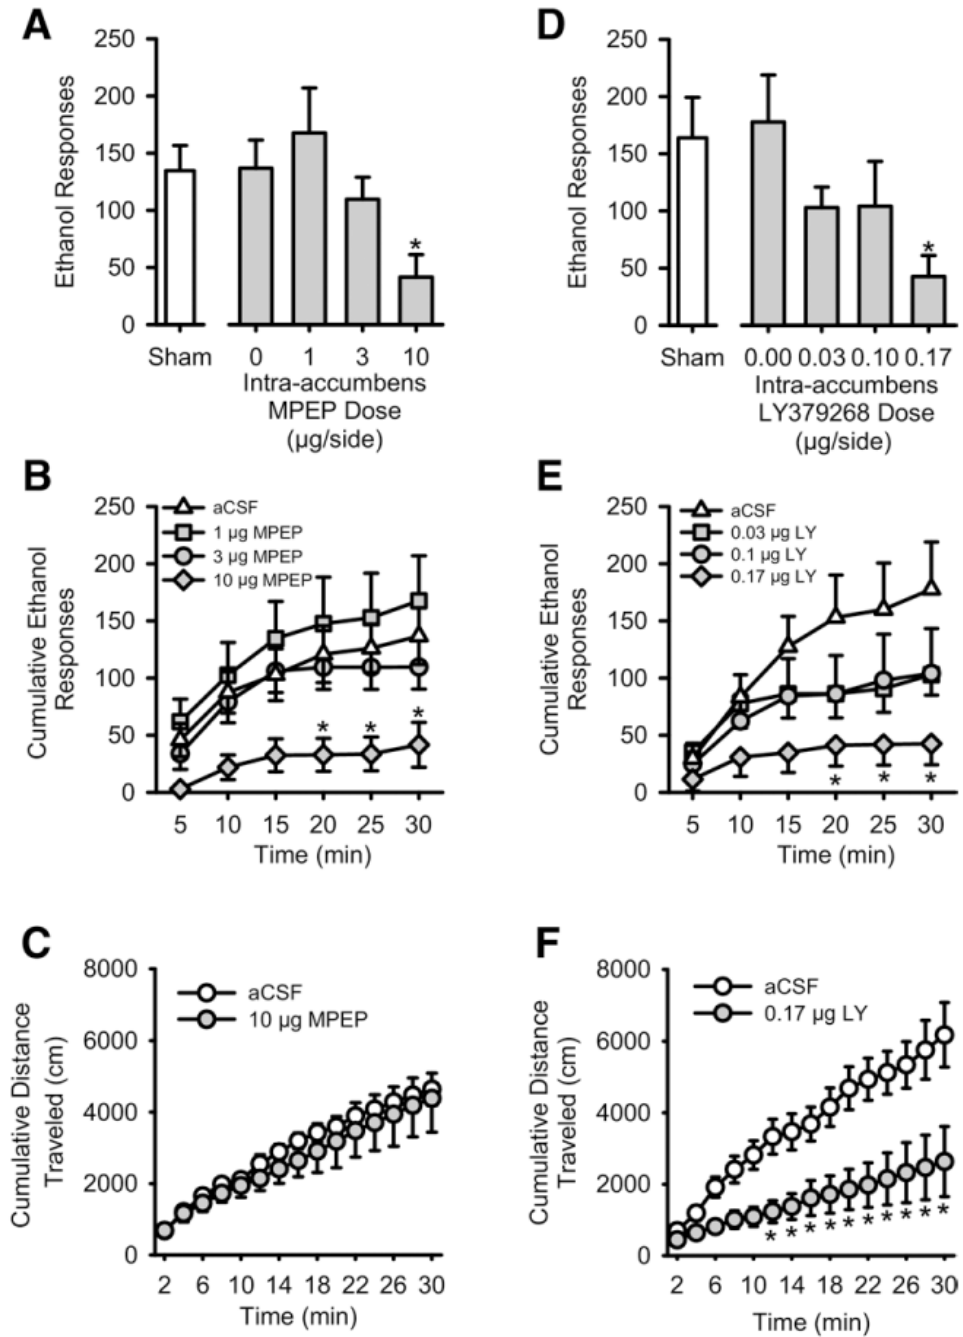 A
250
200
150
100
50
0
Ethanol Responses
*
Sham 0 1 3 10
Intra-accumbens
MPEP Dose
(µg/side)
D
250
200
150
100
50
0
Ethanol Responses
*
Sham 0.00 0.03 0.10 0.17
Intra-accumbens
LY379268 Dose
(µg/side)
B
250
200
150
100
50
0
Cumulative Ethanol
Responses
aCSF
1 µg MPEP
3 µg MPEP
10 µg MPEP
* * *
5 10 15 20 25 30
Time (min)
E
250
200
150
100
50
0
Cumulative Ethanol
Responses
aCSF
0.03 µg LY
0.1 µg LY
0.17 µg LY
* * *
5 10 15 20 25 30
Time (min)
C
8000
6000
4000
2000
0
Cumulative Distance
Traveled (cm)
aCSF
10 µg MPEP
2 6 10 14 18 22 26 30
Time (min)
F
8000
6000
4000
2000
0
Cumulative Distance
Traveled (cm)
aCSF
0.17 µg LY
* * * * * * * * * *
2 6 10 14 18 22 26 30
Time (min)